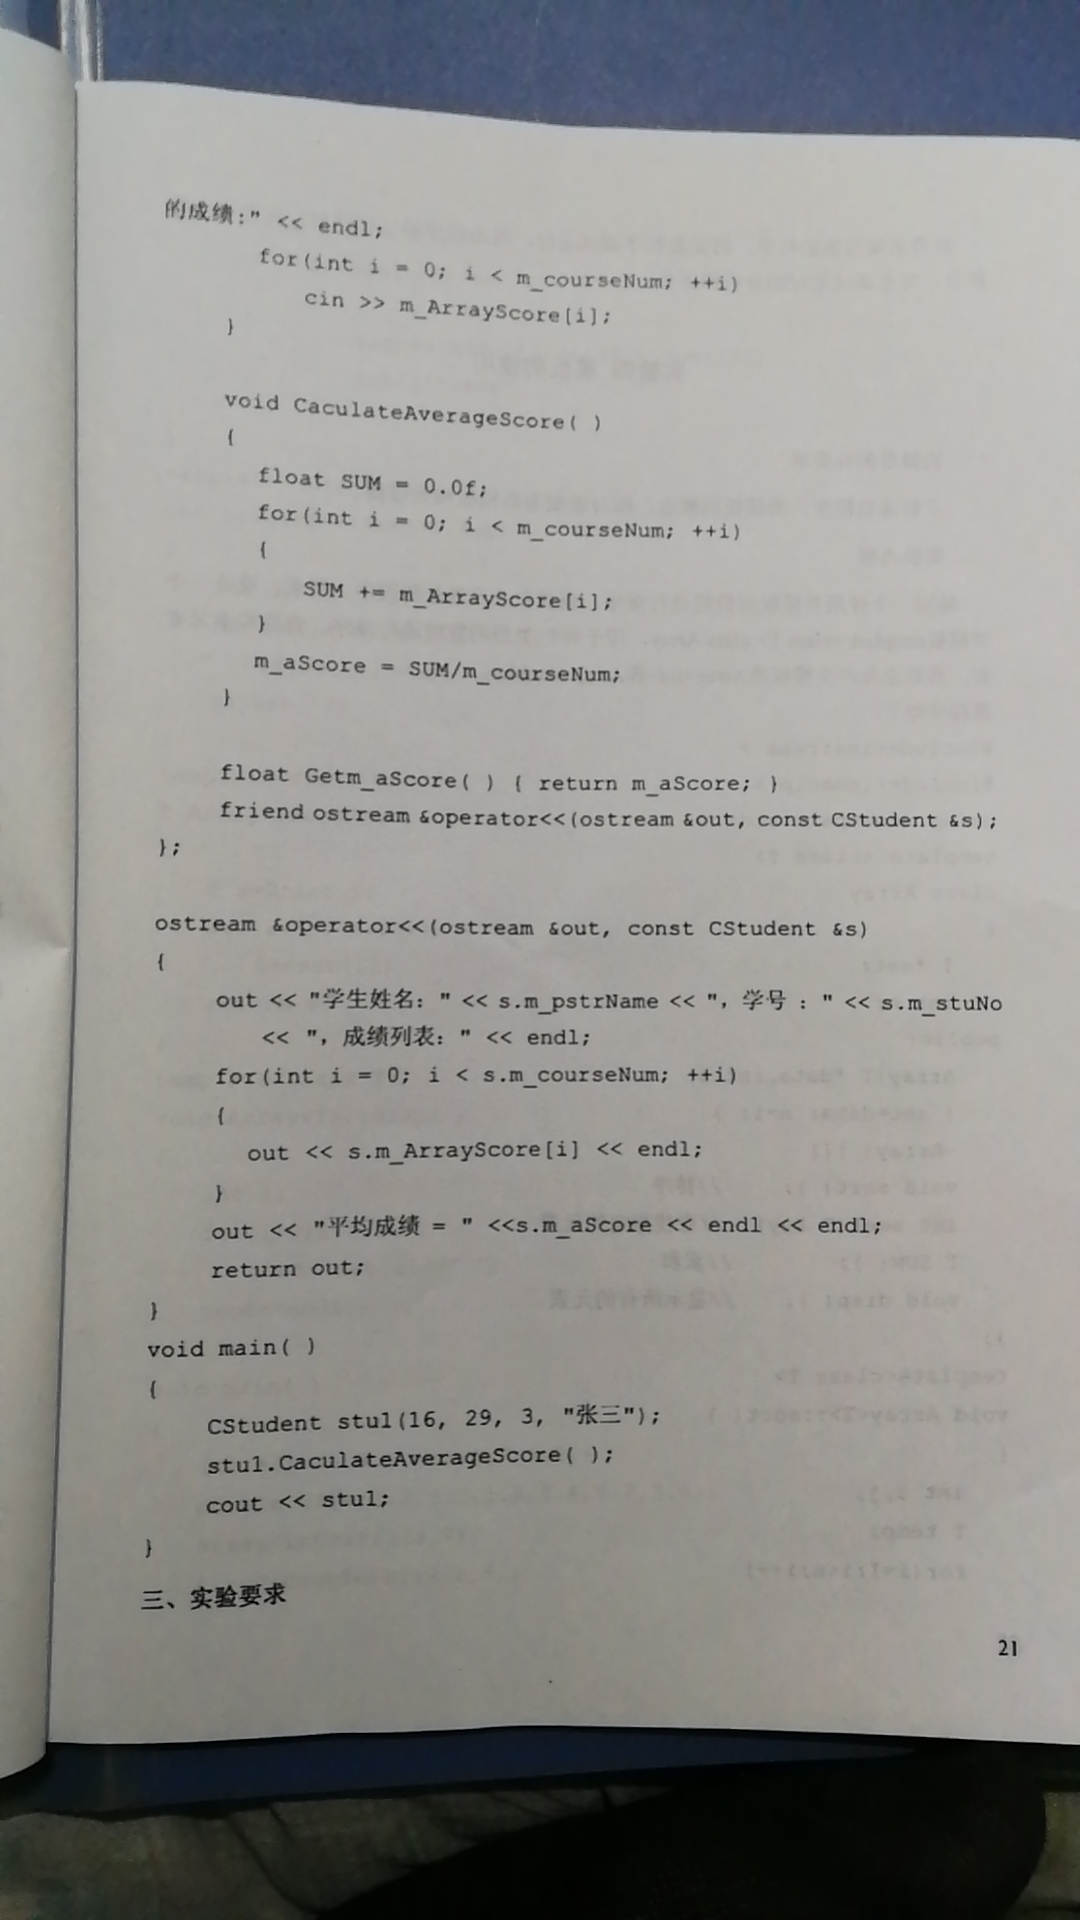 的成绩:" << endl;
for(int i = 0; i < m_courseNum; ++i)
cin >> m_ArrayScore[i];
}
void CaculateAverageScore( )
{
float SUM = 0.0f;
for(int i = 0; i < m_courseNum; ++i)
{
SUM += m_ArrayScore[i];
}
m_aScore = SUM/m_courseNum;
}
float Getm_aScore( ) { return m_aScore; }
friend ostream &operator<<(ostream &out, const CStudent &s);
};
ostream &operator<<(ostream &out, const CStudent &s)
{
out << "学生姓名: " << s.m_pstrName << ", 学号 : " << s.m_stuNo
<< ", 成绩列表: " << endl;
for(int i = 0; i < s.m_courseNum; ++i)
{
out << s.m_ArrayScore[i] << endl;
}
out << "平均成绩 = " <<s.m_aScore << endl << endl;
return out;
}
void main( )
{
CStudent stu1(16, 29, 3, "张三");
stu1.CaculateAverageScore( );
cout << stu1;
}
三、实验要求
21